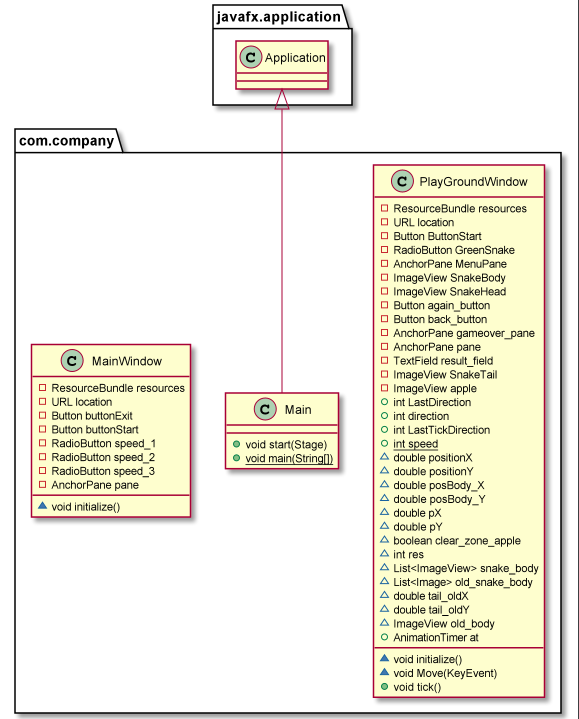 javafx.application
C Application
com.company
C MainWindow
ResourceBundle resources
URL location
Button buttonExit
Button buttonStart
RadioButton speed_1
RadioButton speed_2
RadioButton speed_3
AnchorPane pane
void initialize()
C Main
void start(Stage)
void main(String[])
C PlayGroundWindow
ResourceBundle resources
URL location
Button ButtonStart
RadioButton GreenSnake
AnchorPane MenuPane
ImageView SnakeBody
ImageView SnakeHead
Button again_button
Button back_button
AnchorPane gameover_pane
AnchorPane pane
TextField result_field
ImageView SnakeTail
ImageView apple
int LastDirection
int direction
int LastTickDirection
int speed
double positionX
double positionY
double posBody_X
double posBody_Y
double pX
double pY
boolean clear_zone_apple
int res
List<ImageView> snake_body
List<Image> old_snake_body
double tail_oldX
double tail_oldY
ImageView old_body
AnimationTimer at
void initialize()
void Move(KeyEvent)
void tick()